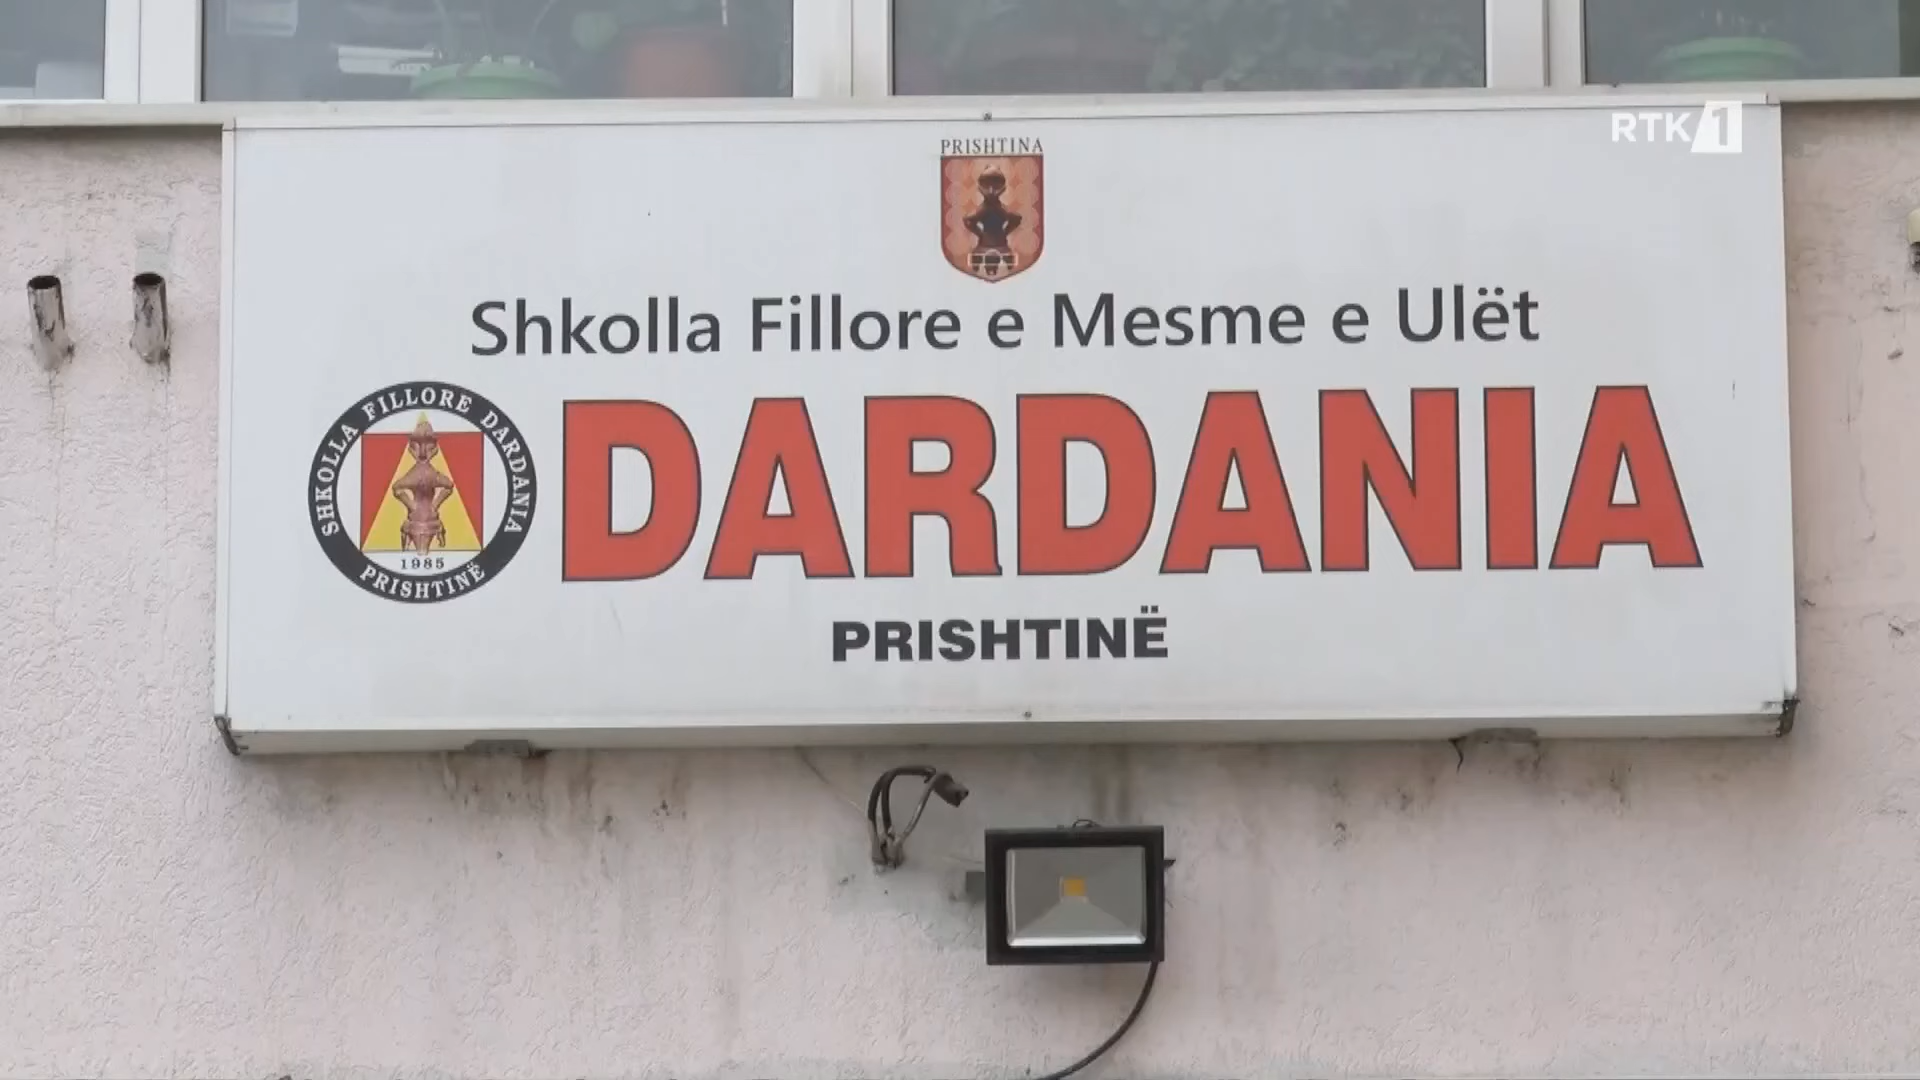 RTK 1
PRISHTINA
Shkolla Fillore e Mesme e Ulët
SHKOLLA FILLORE DARDANIA
1985
PRISHTINË
DARDANIA
PRISHTINË